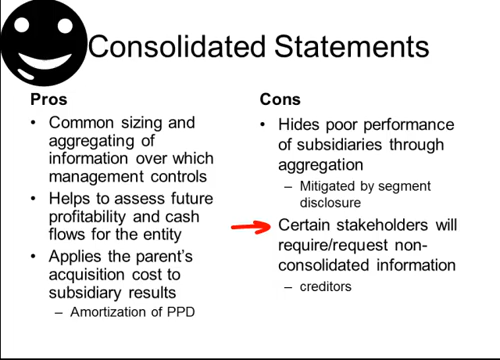 Consolidated Statements
Pros
• Common sizing and
aggregating of
information over which
management controls
• Helps to assess future
profitability and cash
flows for the entity
• Applies the parent's
acquisition cost to
subsidiary results
– Amortization of PPD
Cons
• Hides poor performance
of subsidiaries through
aggregation
– Mitigated by segment
disclosure
Certain stakeholders will
require/request non-
consolidated information
– creditors